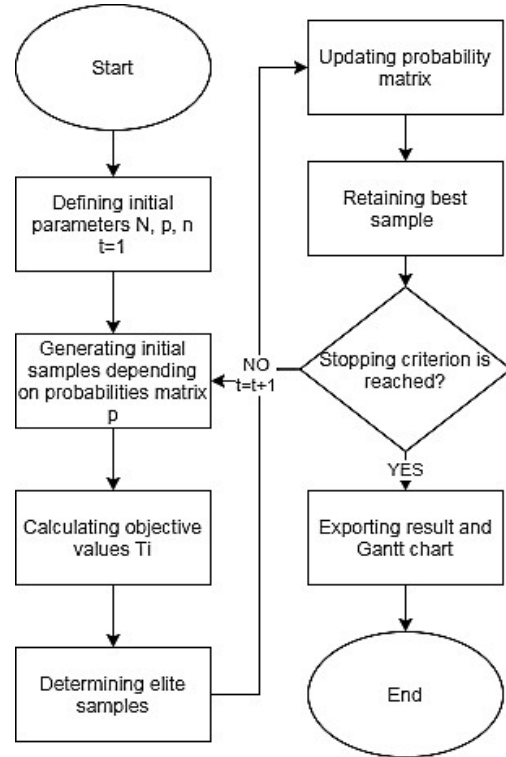 Start
Defining initial
parameters N, p, n
t=1
Generating initial
samples depending
on probabilities matrix
p
Calculating objective
values Ti
Determining elite
samples
Updating probability
matrix
Retaining best
sample
Stopping criterion is
reached?
NO
t=t+1
YES
Exporting result and
Gantt chart
End